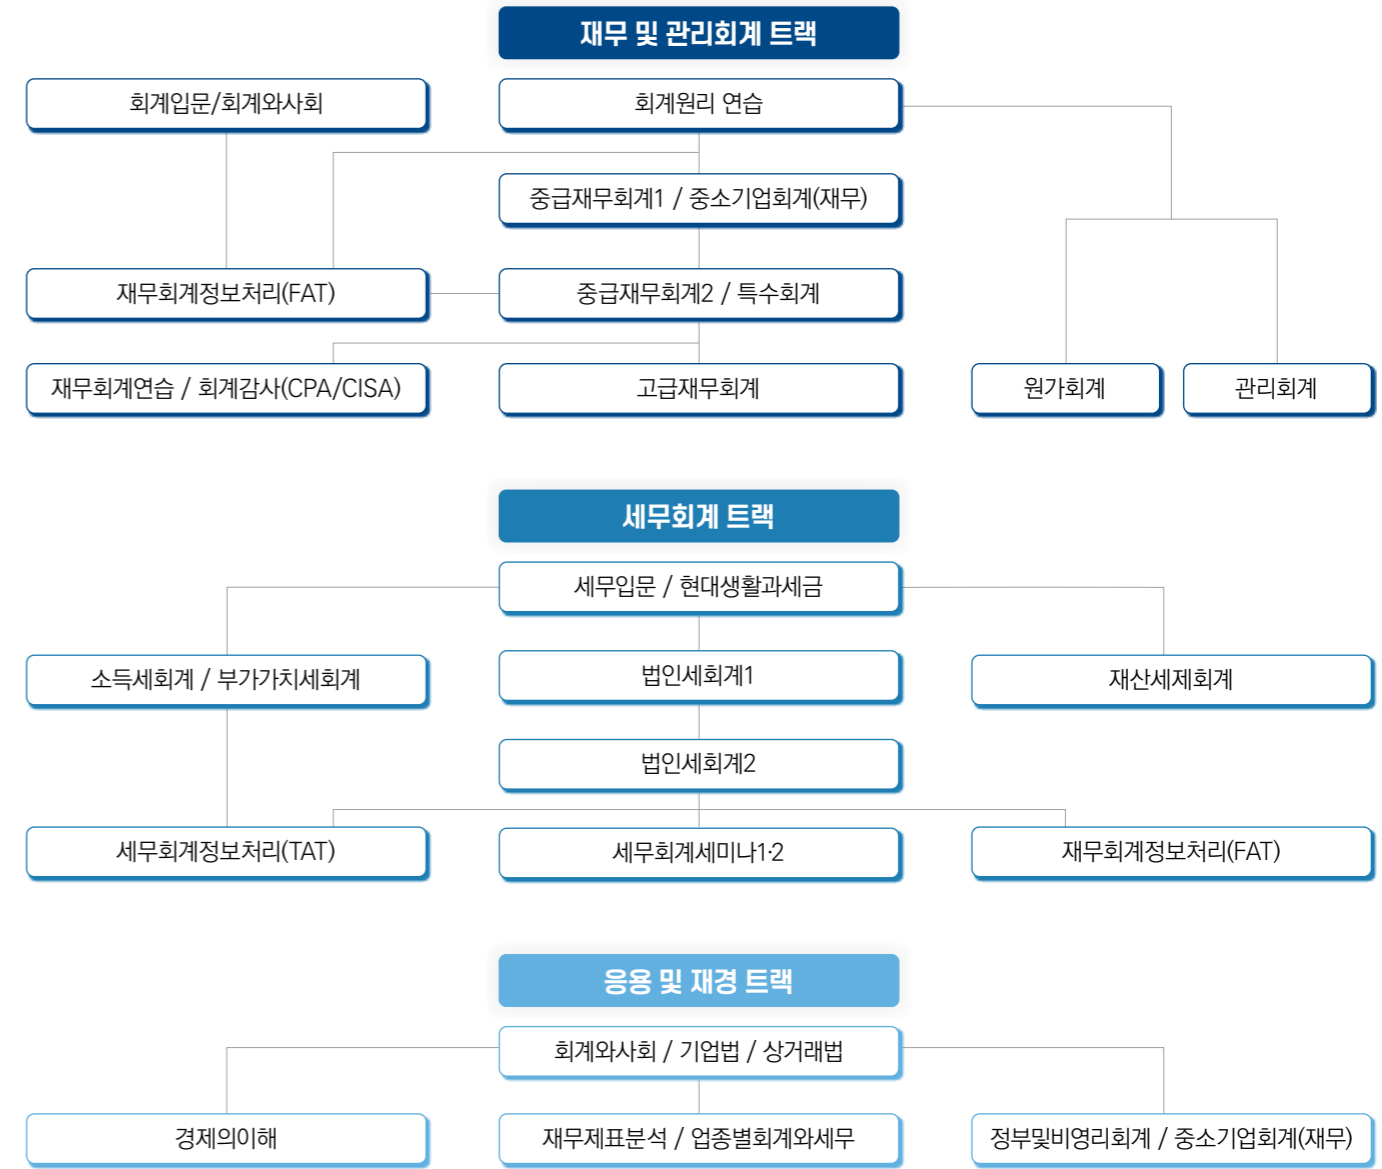 재무 및 관리회계 트랙
회계입문/회계와사회
회계원리 연습
중급재무회계1 / 중소기업회계(재무)
재무회계정보처리(FAT)
중급재무회계2 / 특수회계
재무회계연습 / 회계감사(CPA/CISA)
고급재무회계
원가회계
관리회계
세무회계 트랙
세무입문 / 현대생활과세금
소득세회계 / 부가가치세회계
법인세회계1
재산세제회계
법인세회계2
세무회계정보처리(TAT)
세무회계세미나1·2
재무회계정보처리(FAT)
응용 및 재경 트랙
회계와사회 / 기업법 / 상거래법
경제의이해
재무제표분석 / 업종별회계와세무
정부및비영리회계 / 중소기업회계(재무)